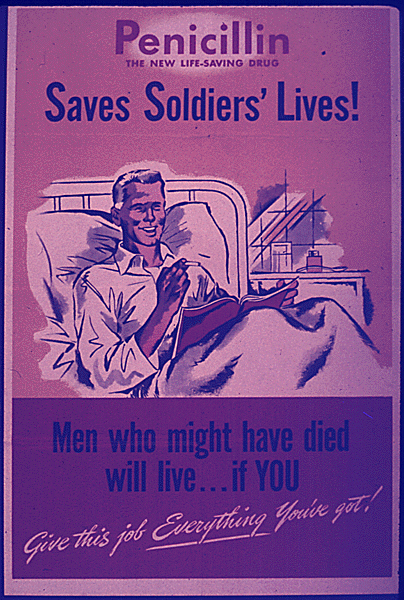 Penicillin
THE NEW LIFE-SAVING DRUG
Saves Soldiers' Lives!
Men who might have died
will live...if YOU
Give this job Everything You've got!